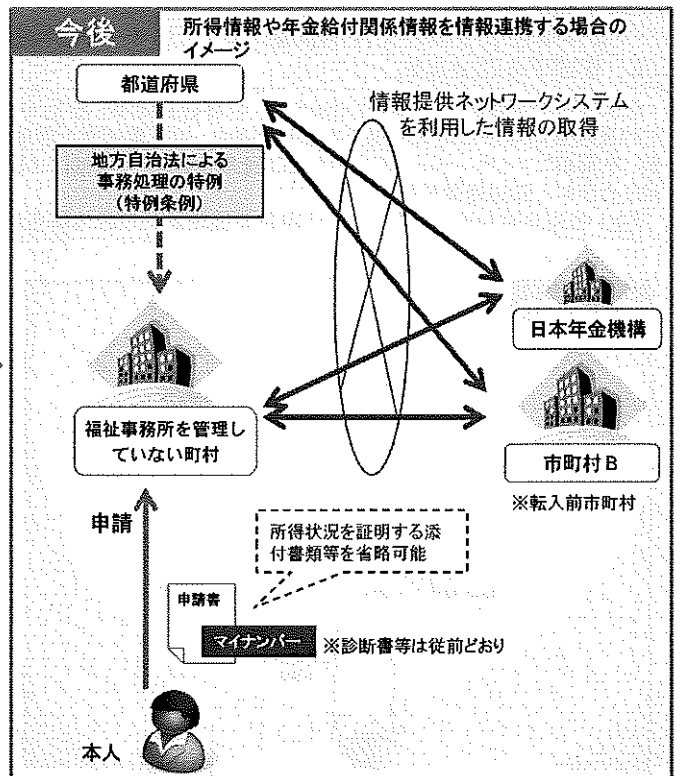 今後
所得情報や年金給付関係情報を情報連携する場合の
イメージ
都道府県
情報提供ネットワークシステム
を利用した情報の取得
地方自治法による
事務処理の特例
(特例条例)
日本年金機構
福祉事務所を管理し
ていない町村
市町村B
※転入前市町村
申請
所得状況を証明する添
付書類等を省略可能
申請書
マイナンバー
※診断書等は従前どおり
本人